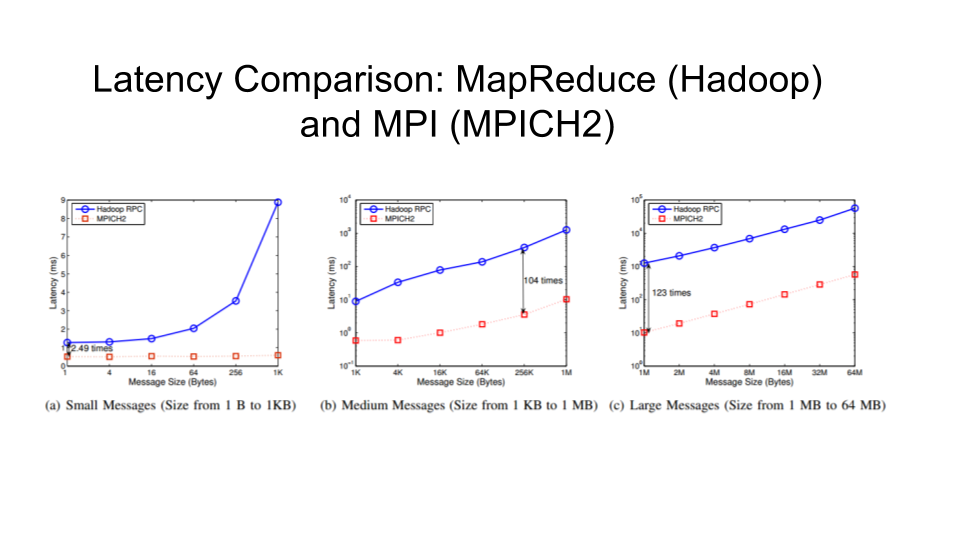 Latency Comparison: MapReduce (Hadoop)
and MPI (MPICH2)
Latency (ms)
9
8
7
6
5
4
3
2
1
0
Hadoop RPC
MPICH2
2.49 times
1 4 16 64 256 1K
Message Size (Bytes)
(a) Small Messages (Size from 1 B to 1KB)
Latency (ms)
10^4
10^3
10^2
10^1
10^0
10^-1
Hadoop RPC
MPICH2
104 times
1K 4K 16K 64K 256K 1M
Message Size (Bytes)
(b) Medium Messages (Size from 1 KB to 1 MB)
Latency (ms)
10^5
10^4
10^3
10^2
10^1
10^0
Hadoop RPC
MPICH2
123 times
1M 2M 4M 8M 16M 32M 64M
Message Size (Bytes)
(c) Large Messages (Size from 1 MB to 64 MB)